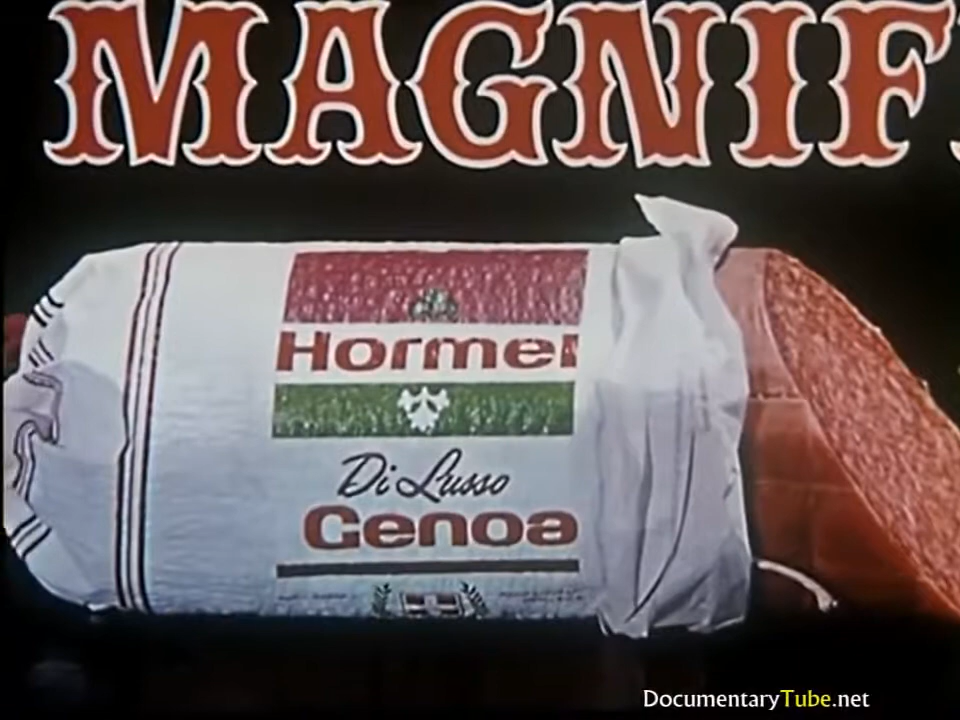 MAGNIF
Hormel
Di Lusso
Genoa
DocumentaryTube.net